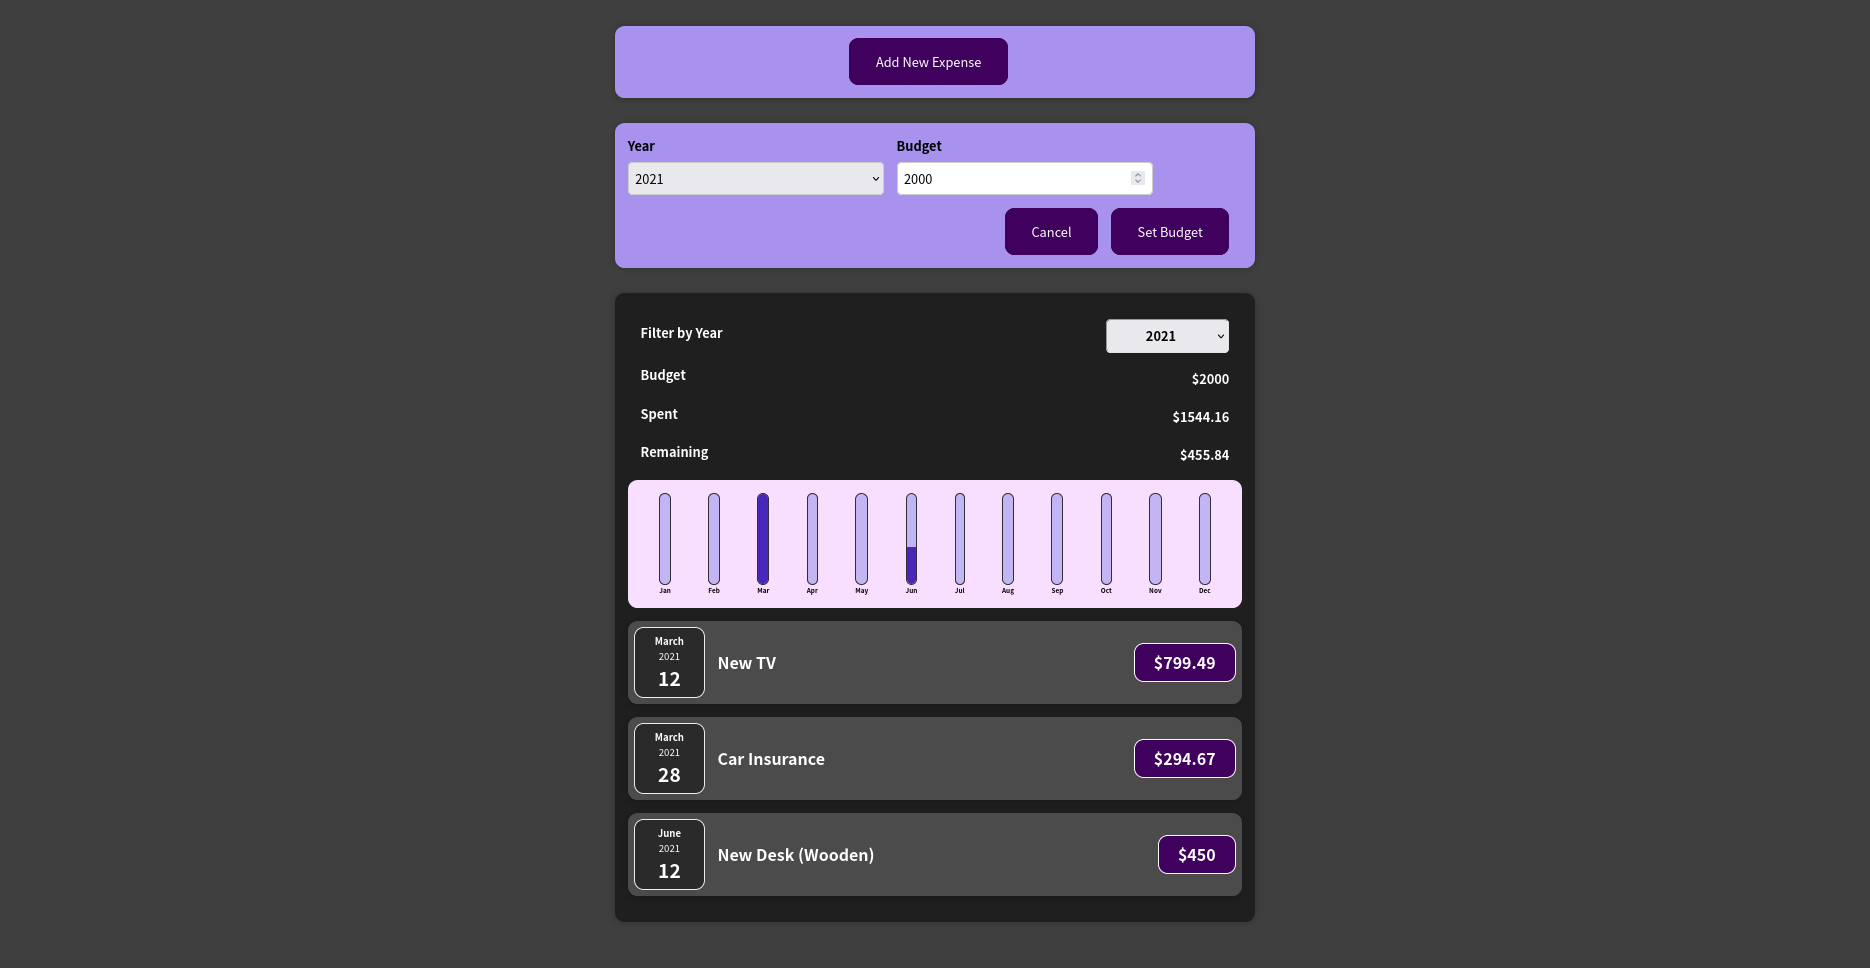 Add New Expense
Year Budget
2021 2000
Cancel Set Budget
Filter by Year 2021
Budget $2000
Spent $1544.16
Remaining $455.84
Jan Feb Mar Apr May Jun Jul Aug Sep Oct Nov Dec
March
2021
12
New TV
$799.49
March
2021
28
Car Insurance
$294.67
June
2021
12
New Desk (Wooden)
$450